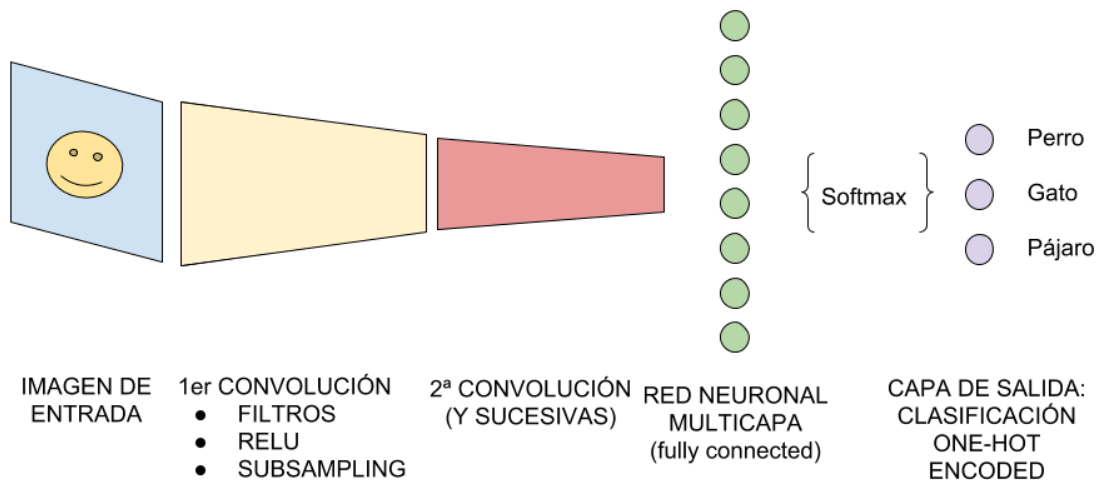 Perro
Softmax
Gato
Pájaro
IMAGEN DE
ENTRADA
1er CONVOLUCIÓN
● FILTROS
● RELU
● SUBSAMPLING
2ª CONVOLUCIÓN
(Y SUCESIVAS)
RED NEURONAL
MULTICAPA
(fully connected)
CAPA DE SALIDA:
CLASIFICACIÓN
ONE-HOT
ENCODED